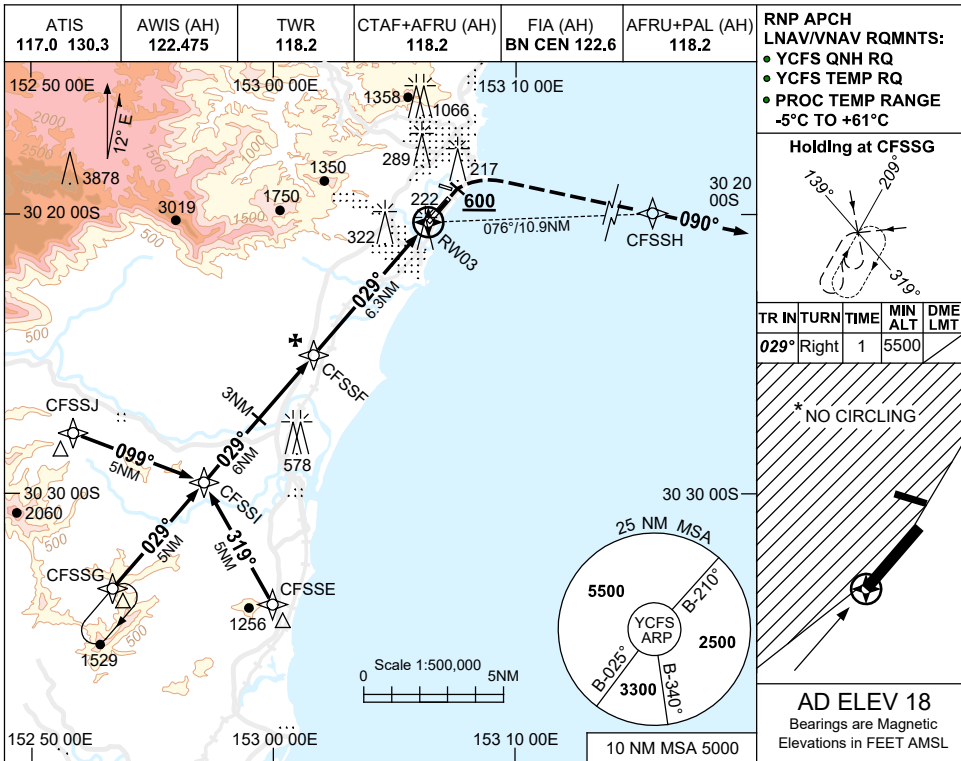 ATIS
117.0 130.3
AWIS (AH)
122.475
TWR
118.2
CTAF+AFRU (AH)
118.2
FIA (AH)
BN CEN 122.6
AFRU+PAL (AH)
118.2
RNP APCH
LNAV/VNAV RQMNTS:
• YCFS QNH RQ
• YCFS TEMP RQ
• PROC TEMP RANGE
-5°C TO +61°C
152 50 00E
153 00 00E
153 10 00E
12° E
2000
1500
1000
2500
500
1358
1066
289
217
3878
1350
1750
3019
1500
500
30 20 00S
322
222
600
RW03
076°/10.9NM
CFSSH
090°
30 20
00S
029°
6.3NM
500
CFSSF
CFSSJ
3NM
099°
5NM
029°
6NM
578
CFSSI
30 30 00S
30 30 00S
2060
029°
5NM
319°
5NM
CFSSG
CFSSE
1256
500
1529
25 NM MSA
5500
B-210°
YCFS
ARP
2500
B-025°
3300
B-340°
Scale 1:500,000
0
5NM
152 50 00E
153 00 00E
153 10 00E
10 NM MSA 5000
Holding at CFSSG
139°
209°
319°
TR IN
TURN
TIME
MIN
ALT
DME
LMT
029°
Right
1
5500
*NO CIRCLING
AD ELEV 18
Bearings are Magnetic
Elevations in FEET AMSL